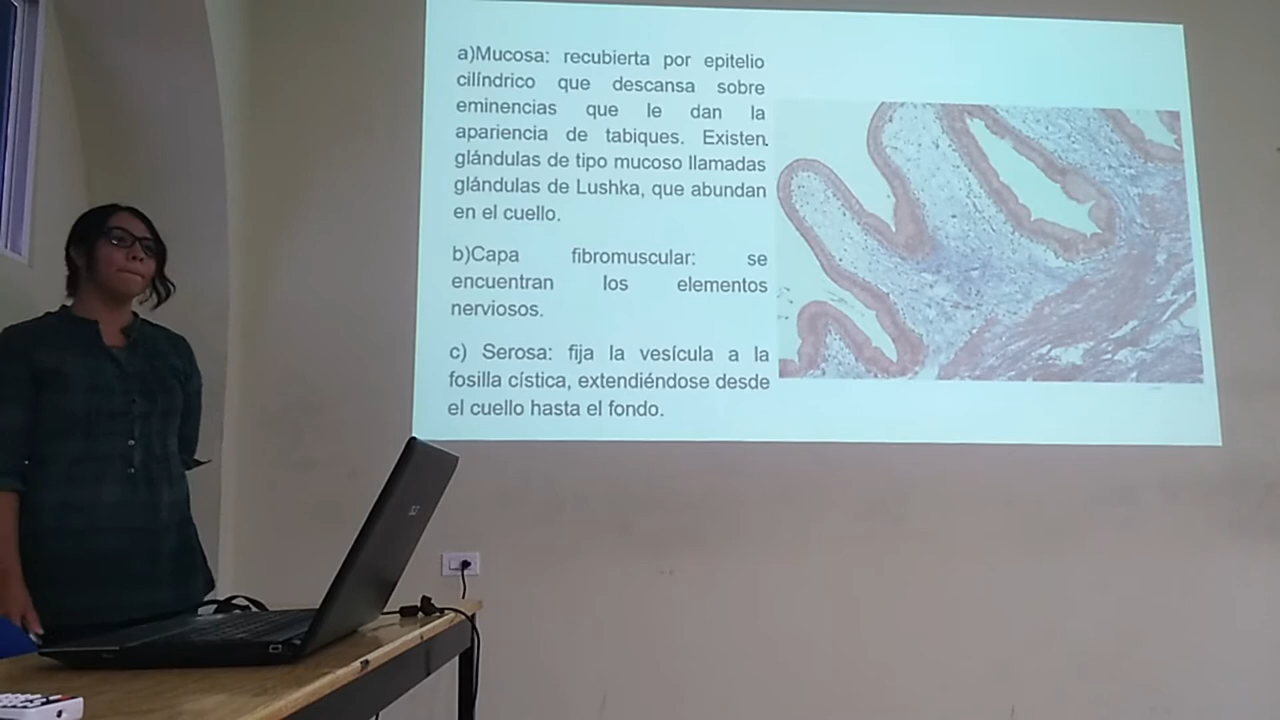 a)Mucosa: recubierta por epitelio
cilíndrico que descansa sobre
eminencias que le dan la
apariencia de tabiques. Existen
glándulas de tipo mucoso llamadas
glándulas de Lushka, que abundan
en el cuello.
b)Capa fibromuscular: se
encuentran los elementos
nerviosos.
c) Serosa: fija la vesícula a la
fosilla cística, extendiéndose desde
el cuello hasta el fondo.